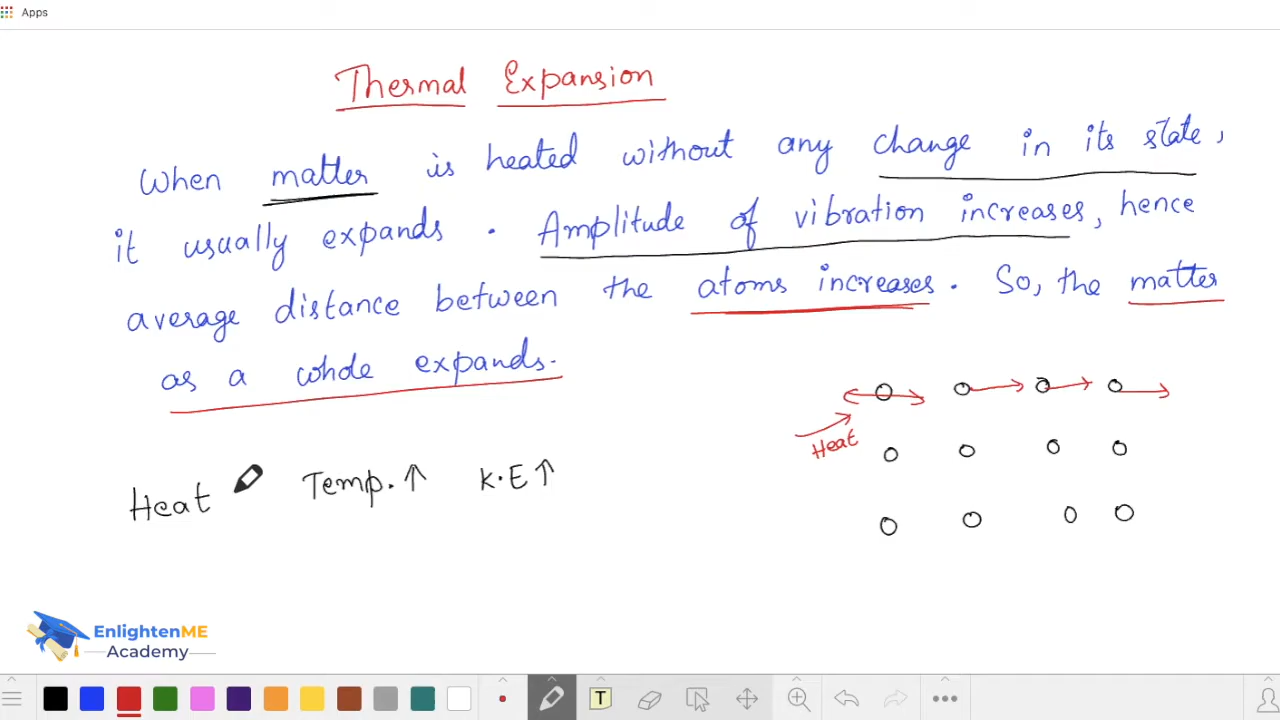 Apps
Thermal Expansion
When matter is heated without any change in its state,
it usually expands. Amplitude of vibration increases, hence
average distance between the atoms increases. So, the matter
as a whole expands.
Heat
Heat Temp.↑ K.E↑
EnlightenME
Academy
T